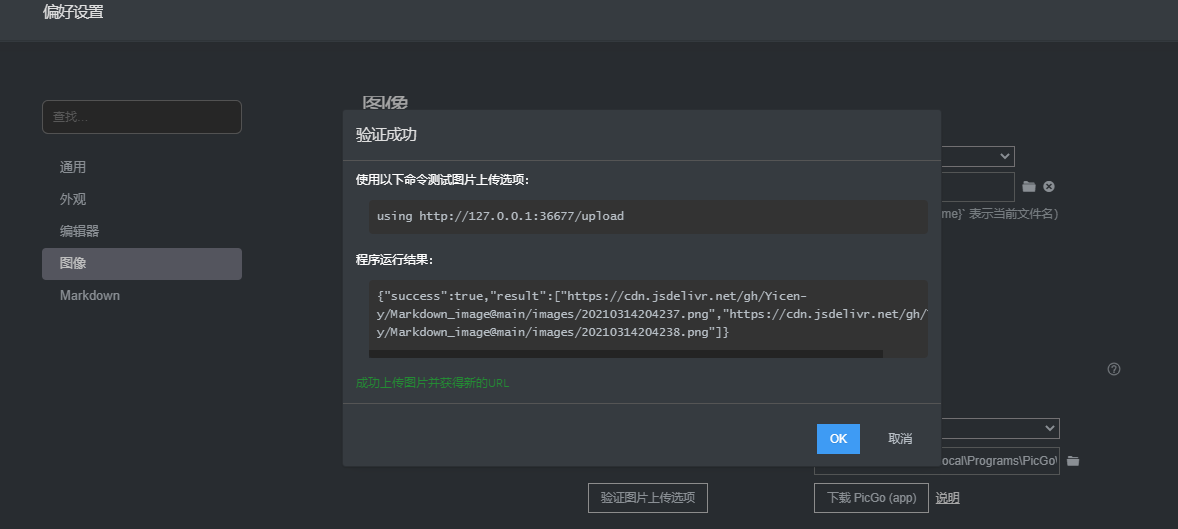 偏好设置
查找...
通用
外观
编辑器
图像
Markdown
图像
me}` 表示当前文件名)
验证成功
使用以下命令测试图片上传选项:
using http://127.0.0.1:36677/upload
程序运行结果:
{"success":true,"result":["https://cdn.jsdelivr.net/gh/Yicen-
y/Markdown_image@main/images/20210314204237.png","https://cdn.jsdelivr.net/gh/
y/Markdown_image@main/images/20210314204238.png"]}
成功上传图片并获得新的URL
OK
取消
ocal\Programs\PicGo\
验证图片上传选项
下载 PicGo (app)
说明